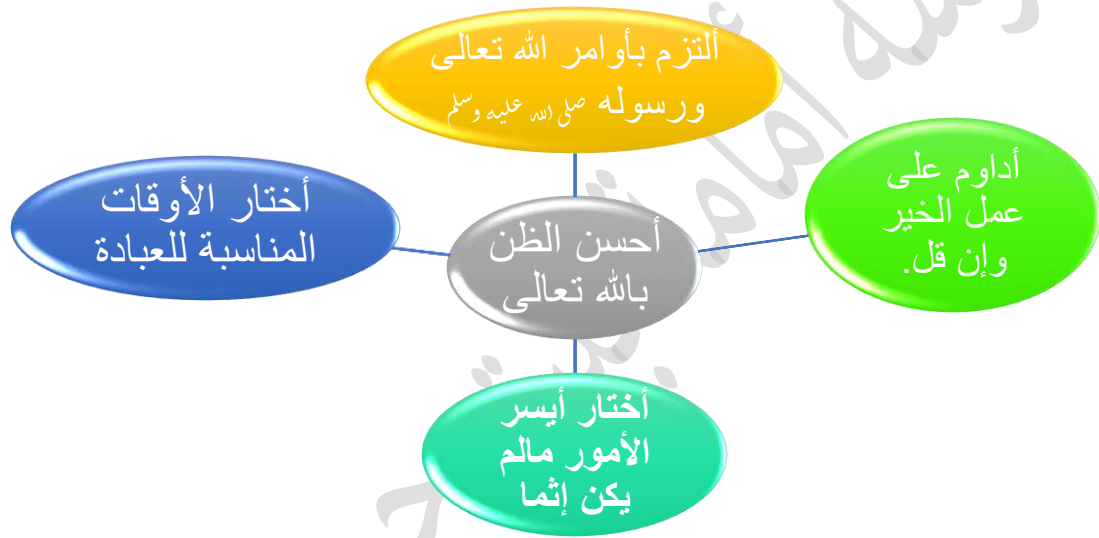 ألتزم بأوامر الله تعالى
ورسوله صلى الله عليه وسلم
أداوم على
عمل الخير
وإن قل.
أختار الأوقات
المناسبة للعبادة
أحسن الظن
بالله تعالى
أختار أيسر
الأمور مالم
يكن إثما